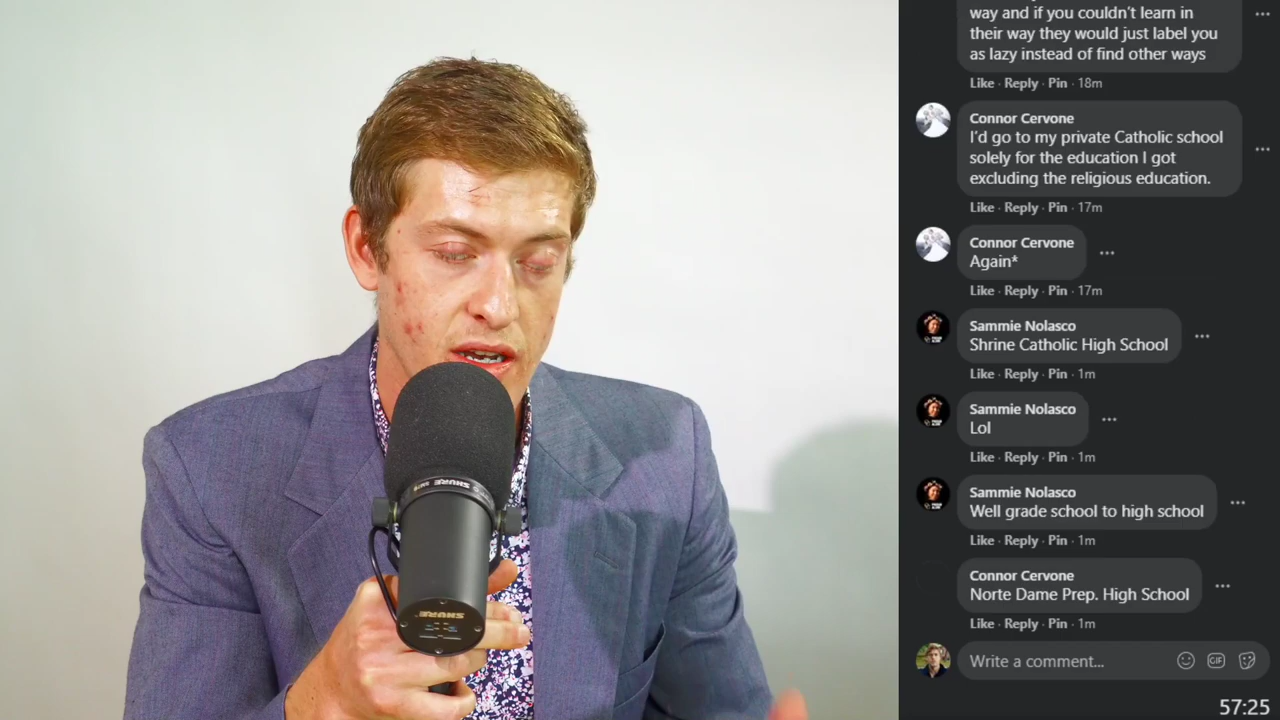 way and if you couldn't learn in
their way they would just label you
as lazy instead of find other ways
Like · Reply · Pin · 18m
Connor Cervone
I'd go to my private Catholic school
solely for the education I got
excluding the religious education.
Like · Reply · Pin · 17m
Connor Cervone
Again*
Like · Reply · Pin · 17m
Sammie Nolasco
Shrine Catholic High School
Like · Reply · Pin · 1m
Sammie Nolasco
Lol
Like · Reply · Pin · 1m
Sammie Nolasco
Well grade school to high school
Like · Reply · Pin · 1m
Connor Cervone
Norte Dame Prep. High School
Like · Reply · Pin · 1m
Write a comment...
GIF
57:25
SHURE
SHURE